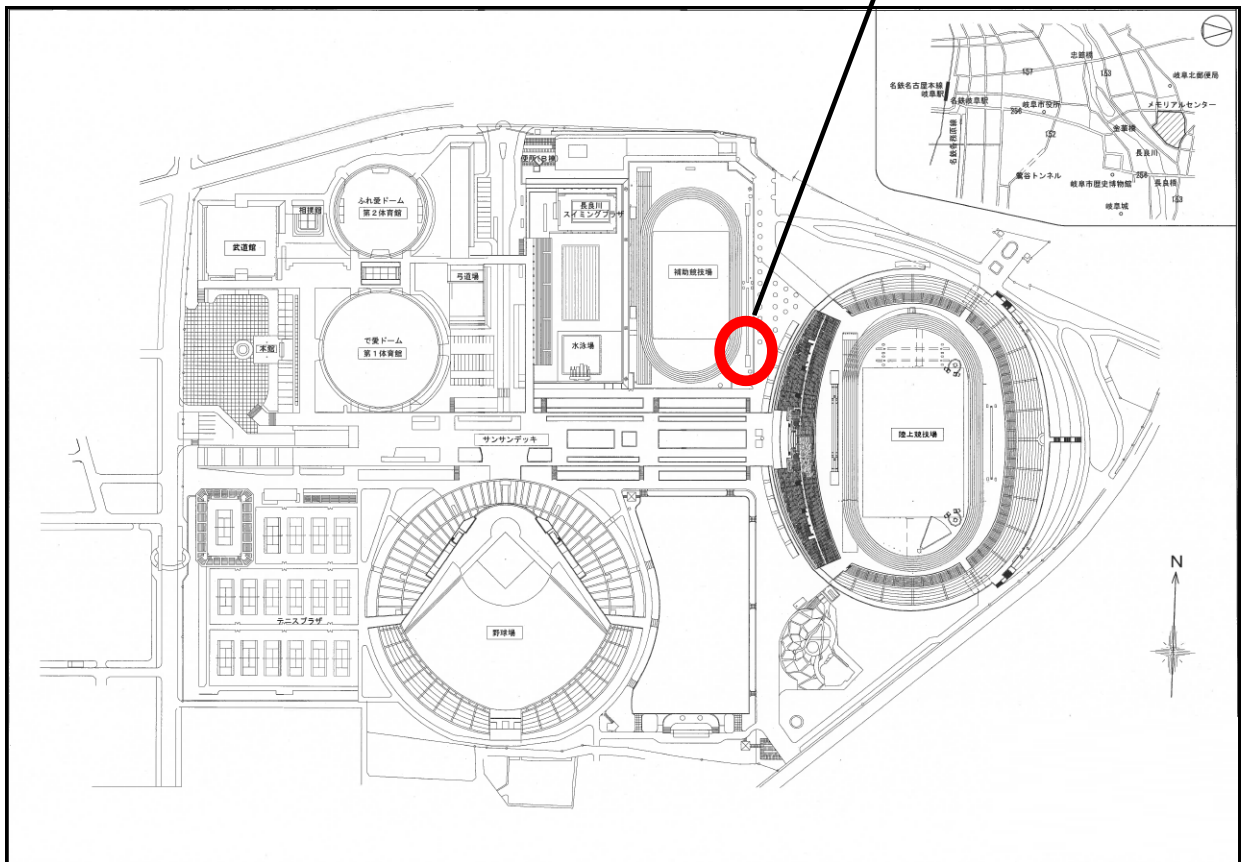 忠節橋
157
153
岐阜北郵便局
名鉄名古屋本線
岐阜駅
名鉄岐阜駅
256
岐阜市役所
メモリアルセンター
152
金華橋
名鉄各務原線
長良川
鶯谷トンネル
岐阜市歴史博物館
256
長良橋
153
岐阜城
便所1B棟
ふれ愛ドーム
第2体育館
相撲場
長良川
スイミングプラザ
武道館
補助競技場
弓道場
で愛ドーム
第1体育館
本館
水泳場
サンサンデッキ
陸上競技場
テニスプラザ
野球場
N